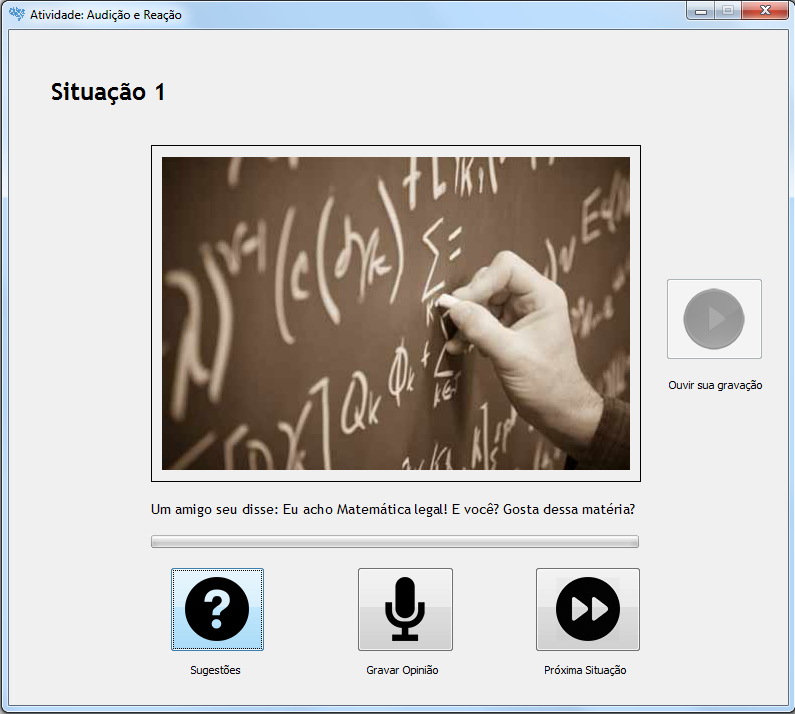 Atividade: Audição e Reação
Situação 1
Ouvir sua gravação
Um amigo seu disse: Eu acho Matemática legal! E você? Gosta dessa matéria?
?
Sugestões
Gravar Opinião
Próxima Situação